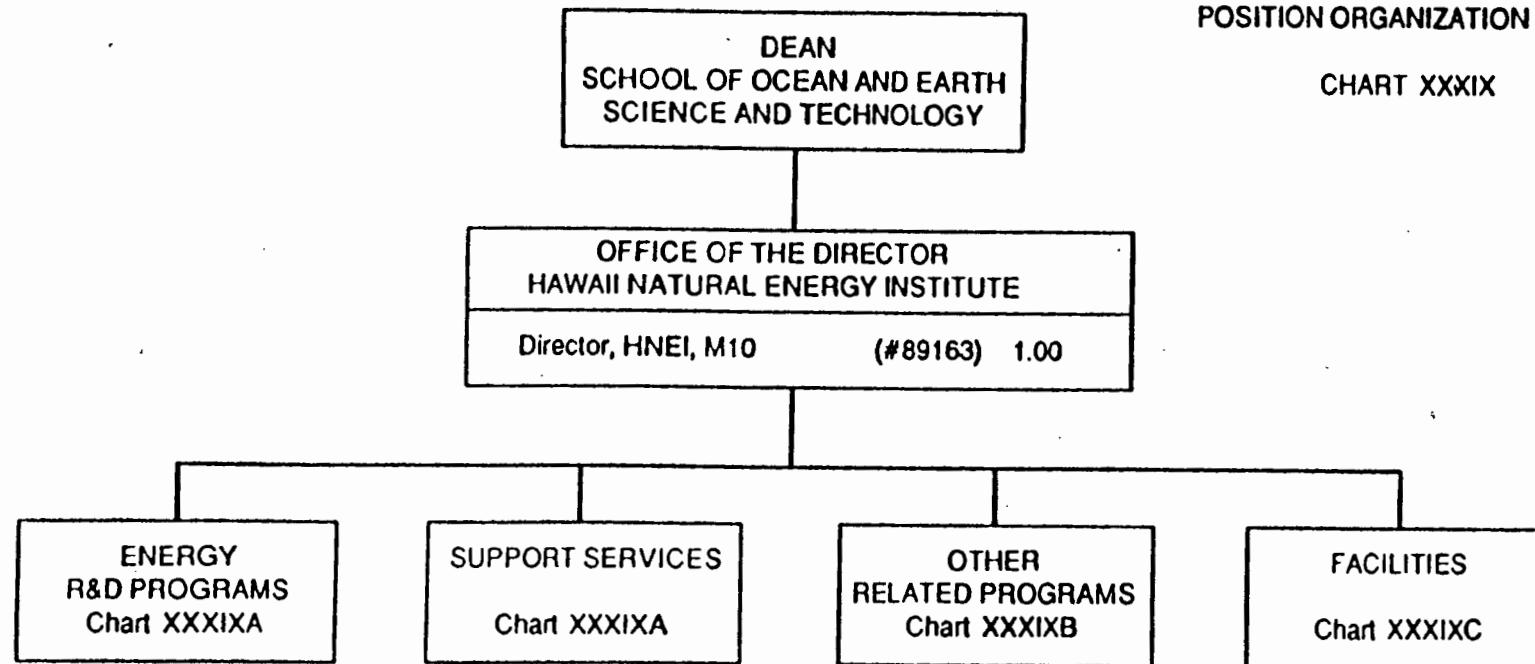 POSITION ORGANIZATION
CHART XXXIX
DEAN
SCHOOL OF OCEAN AND EARTH
SCIENCE AND TECHNOLOGY
OFFICE OF THE DIRECTOR
HAWAII NATURAL ENERGY INSTITUTE
Director, HNEI, M10 (#89163) 1.00
ENERGY
R&D PROGRAMS
Chart XXXIXA
SUPPORT SERVICES
Chart XXXIXA
OTHER
RELATED PROGRAMS
Chart XXXIXB
FACILITIES
Chart XXXIXC